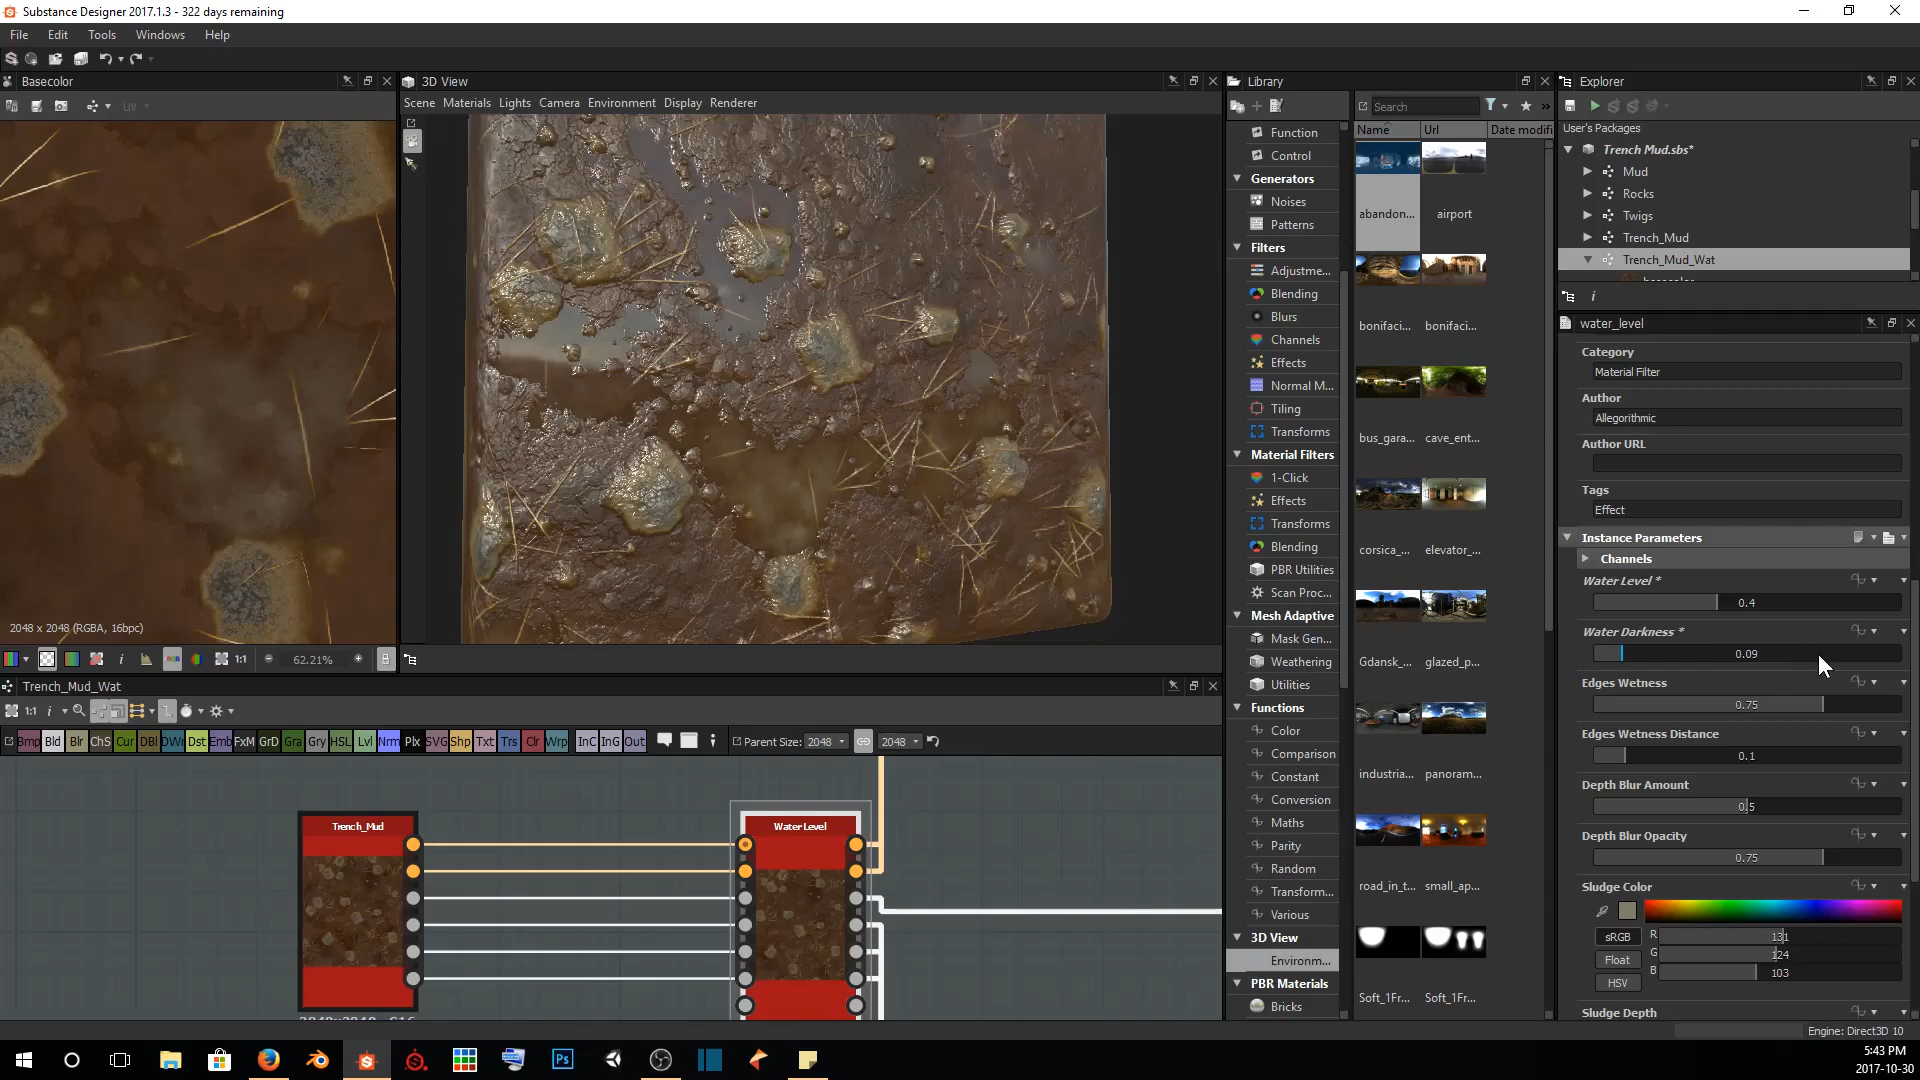 Substance Designer 2017.1.3 - 322 days remaining
File Edit Tools Windows Help
Basecolor
UV
2048 x 2048 (RGBA, 16bpc)
62.21%
1:1
3D View
Scene Materials Lights Camera Environment Display Renderer
Library
Search
Name Url Date modifi
Function
Control
Generators
Noises
Patterns
Filters
Adjustme...
Blending
Blurs
Channels
Effects
Normal M...
Tiling
Transforms
Material Filters
1-Click
Effects
Transforms
Blending
PBR Utilities
Scan Proc...
Mesh Adaptive
Mask Gen...
Weathering
Utilities
Functions
Color
Comparison
Constant
Conversion
Maths
Parity
Random
Transform...
Various
3D View
Environm...
PBR Materials
Bricks
abandon... airport
bonifaci... bonifaci...
bus_gara... cave_ent...
corsica_... elevator_...
Gdansk_... glazed_p...
industria... panoram...
road_in_t... small_ap...
Soft_1Fr... Soft_1Fr...
Explorer
User's Packages
Trench Mud.sbs*
Mud
Rocks
Twigs
Trench_Mud
Trench_Mud_Wat
water_level
Category
Material Filter
Author
Allegorithmic
Author URL
Tags
Effect
Instance Parameters
Channels
Water Level *
0.4
Water Darkness *
0.09
Edges Wetness
0.75
Edges Wetness Distance
0.1
Depth Blur Amount
0.5
Depth Blur Opacity
0.75
Sludge Color
sRGB
Float
HSV
R 131
G 124
B 103
Sludge Depth
Engine: Direct3D 10
Trench_Mud_Wat
1:1
Bmp Bld Blr ChS Cur DBl DWr Dst Emb FxM GrD Gra Gry HSL Lvl Nrm Plx SVG Shp Txt Trs Clr Wrp InC InG Out
Parent Size: 2048 2048
Trench_Mud
Water Level
Ps
5:43 PM
2017-10-30